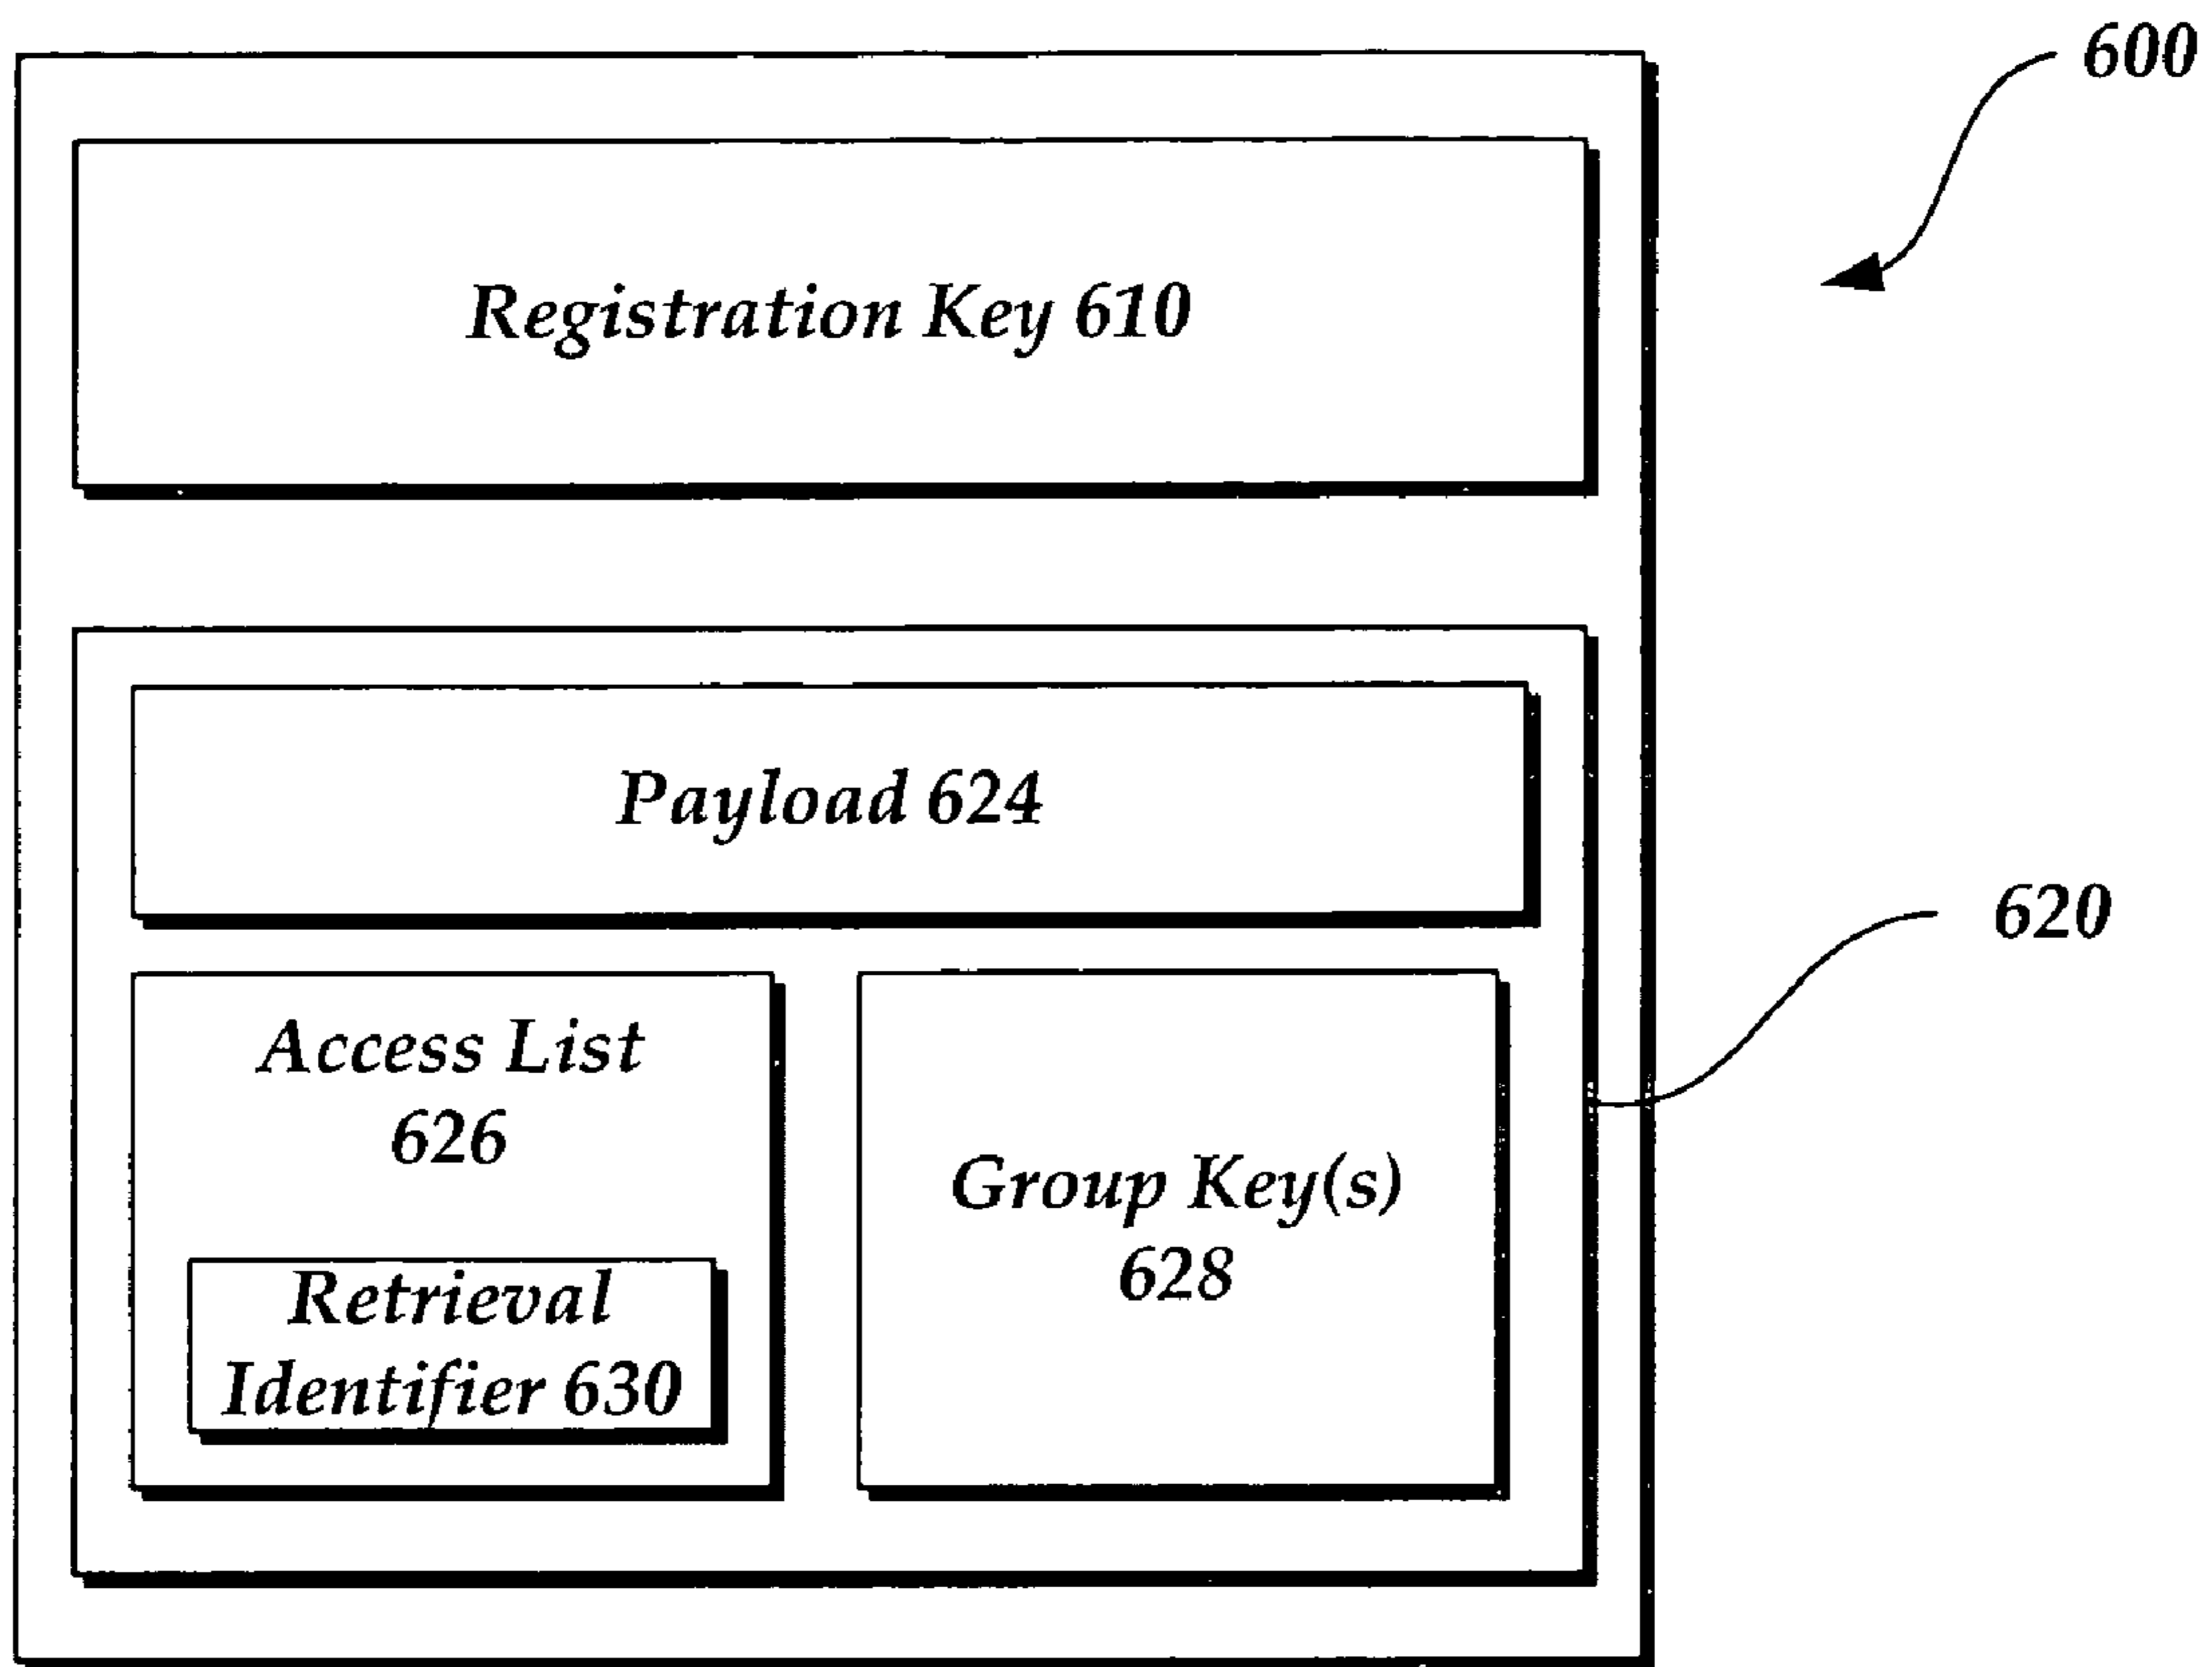 600
Registration Key 610
Payload 624
620
Access List
626
Group Key(s)
628
Retrieval
Identifier 630